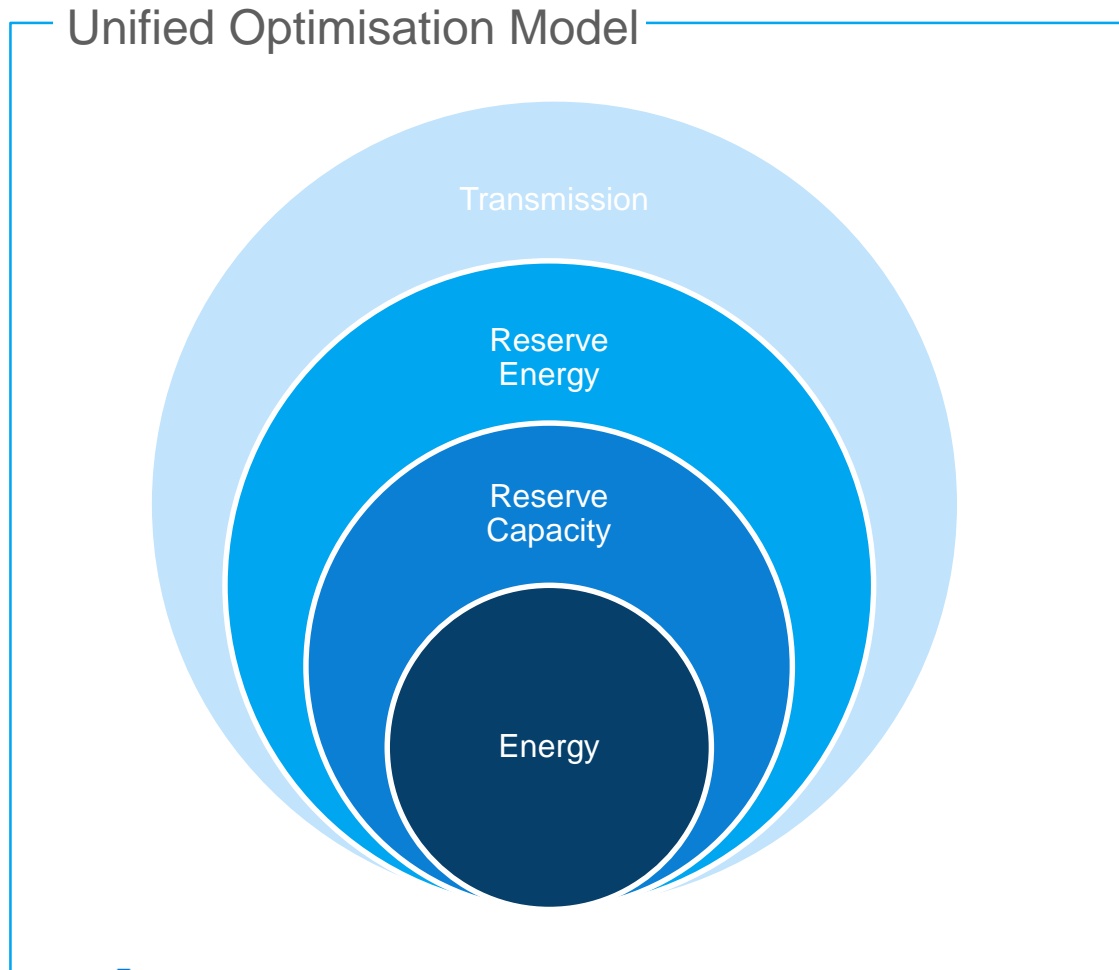 Unified Optimisation Model
Transmission
Reserve
Energy
Reserve
Capacity
Energy